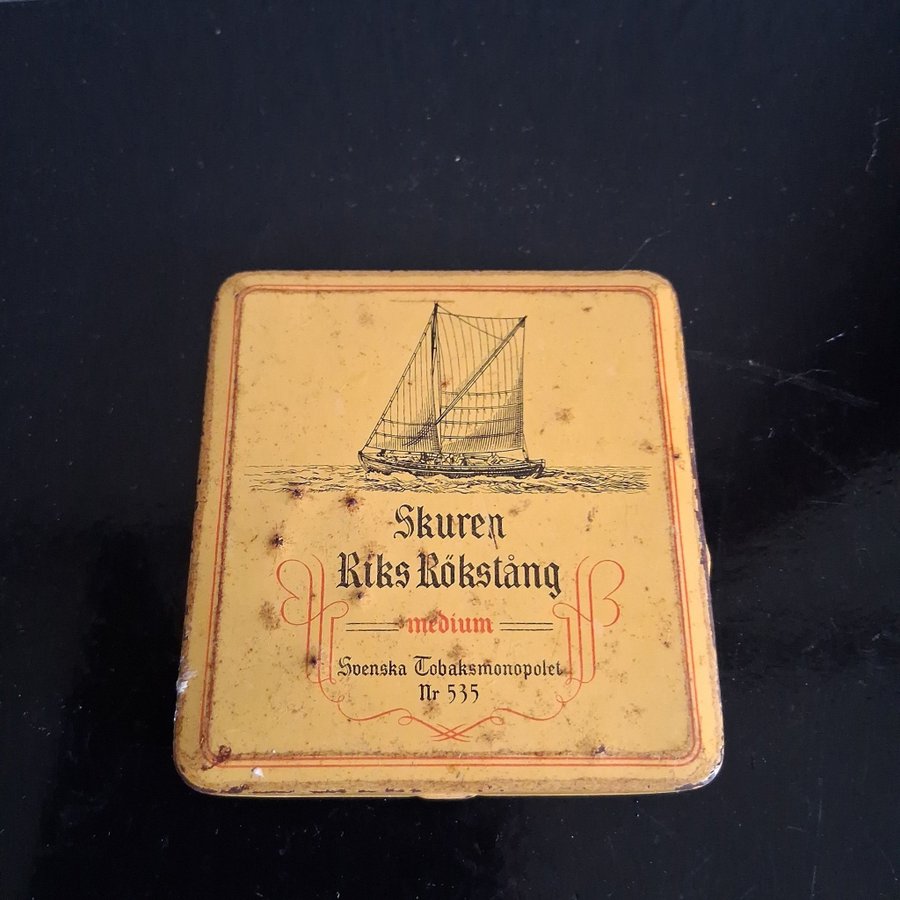 Skuren
Riks Rökstång
medium
Svenska Tobaksmonopolet
Nr 535